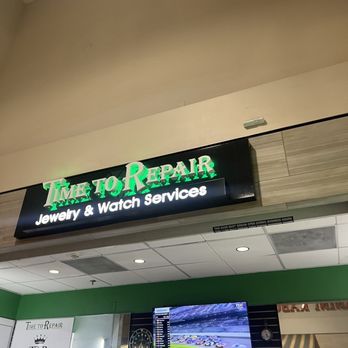 TIME TO REPAIR
Jewelry & Watch Services
TIME TO REPAIR